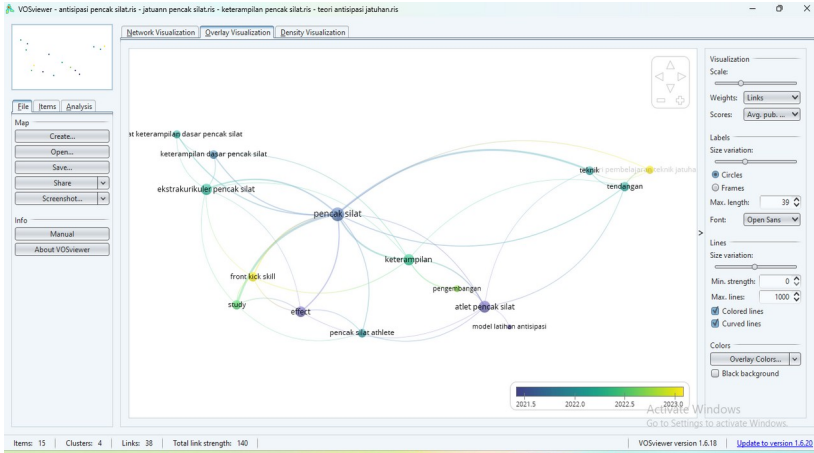 VOSviewer - antisipasi pencak silat.ris - jatuann pencak silat.ris - keterampilan pencak silat.ris - teori antisipasi jatuhan.ris
Network Visualization Overlay Visualization Density Visualization
File Items Analysis
Map
Create...
Open...
Save...
Share
Screenshot...
Info
Manual
About VOSviewer
at keterampilan dasar pencak silat
keterampilan dasar pencak silat
ekstrakurikuler pencak silat
pencak silat
teknik
pembelajaran teknik jatuha
tendangan
keterampilan
front kick skill
pengembangan
study
effect
atlet pencak silat
model latihan antisipasi
pencak silat athlete
2021.5 2022.0 2022.5 2023.0
Visualization
Scale:
Weights: Links
Scores: Avg. pub. ...
Labels
Size variation:
Circles
Frames
Max. length: 39
Font: Open Sans
Lines
Size variation:
Min. strength: 0
Max. lines: 1000
Colored lines
Curved lines
Colors
Overlay Colors...
Black background
>
Activate Windows
Go to Settings to activate Windows.
Items: 15 Clusters: 4 Links: 38 Total link strength: 140 VOSviewer version 1.6.18 Update to version 1.6.20